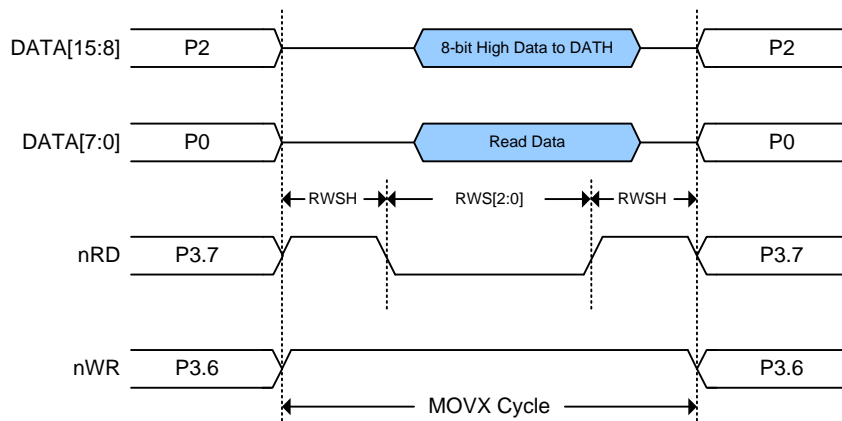 DATA[15:8] P2 8-bit High Data to DATH P2
DATA[7:0] P0 Read Data P0
RWSH RWS[2:0] RWSH
nRD P3.7 P3.7
nWR P3.6 P3.6
MOVX Cycle